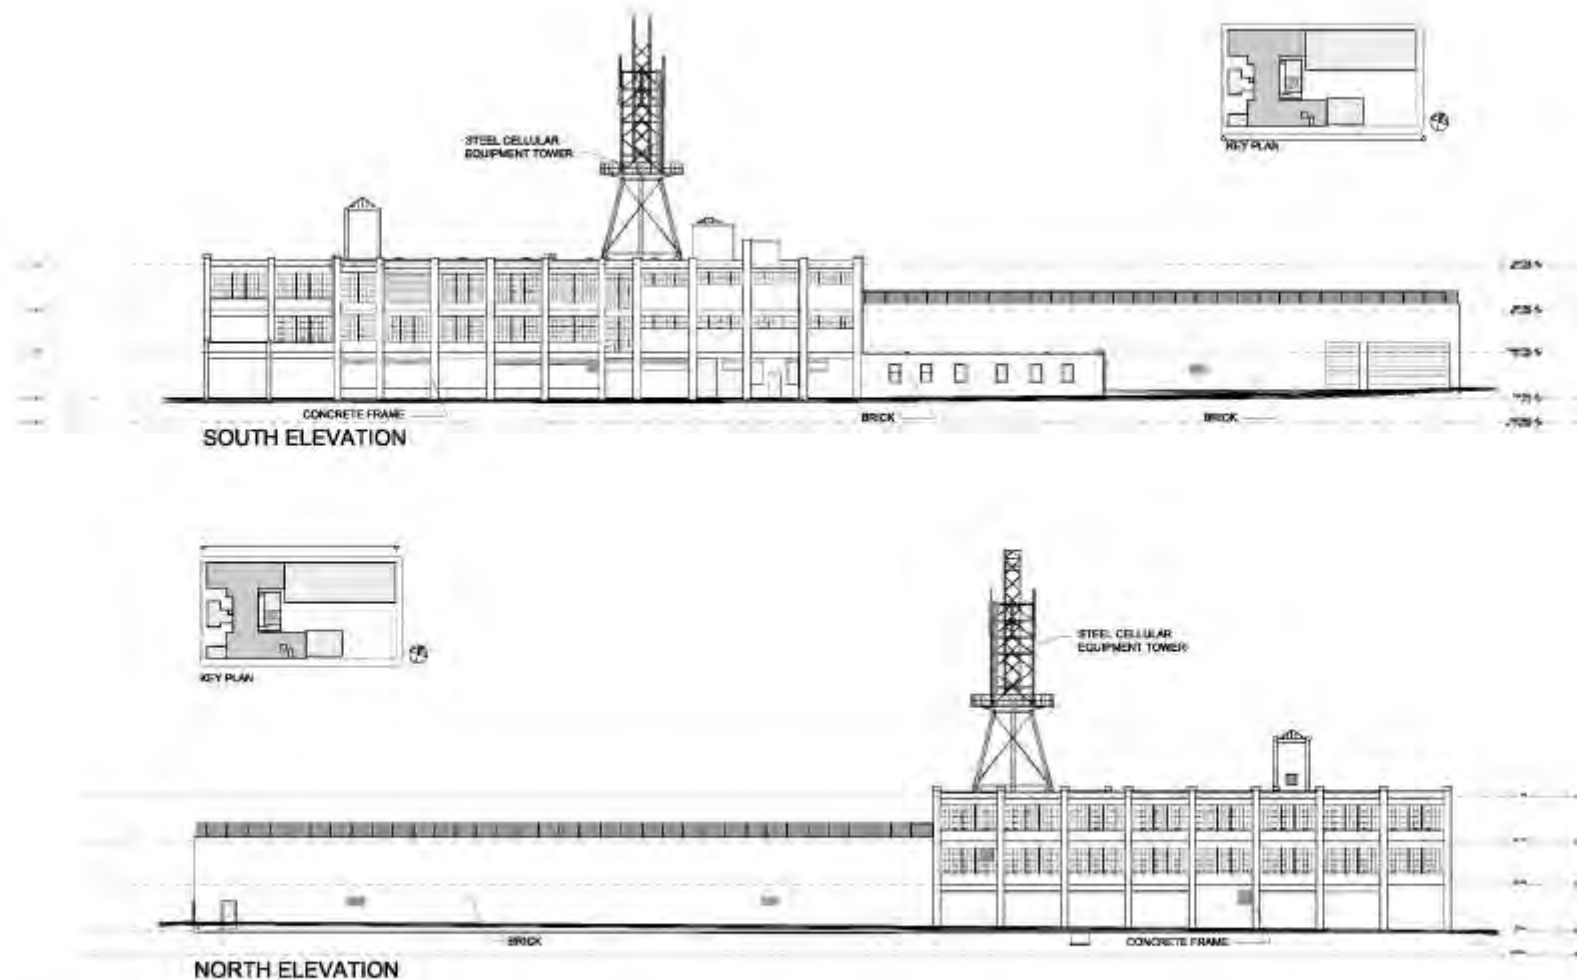 STEEL CELLULAR
EQUIPMENT TOWER
KEY PLAN
CONCRETE FRAME
BRICK
BRICK
SOUTH ELEVATION
KEY PLAN
STEEL CELLULAR
EQUIPMENT TOWER
BRICK
CONCRETE FRAME
NORTH ELEVATION